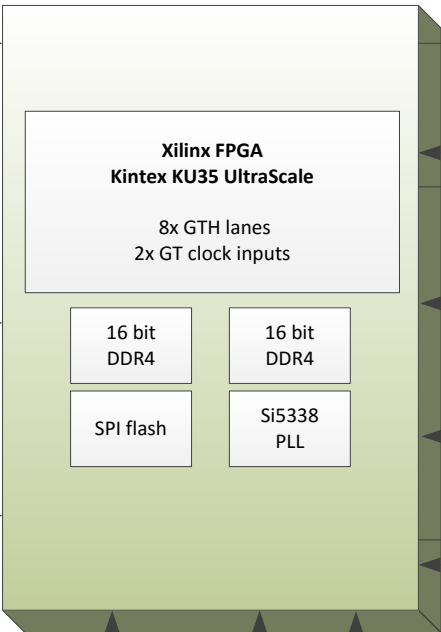 Xilinx FPGA
Kintex KU35 UltraScale
8x GTH lanes
2x GT clock inputs
16 bit
DDR4
16 bit
DDR4
SPI flash
Si5338
PLL